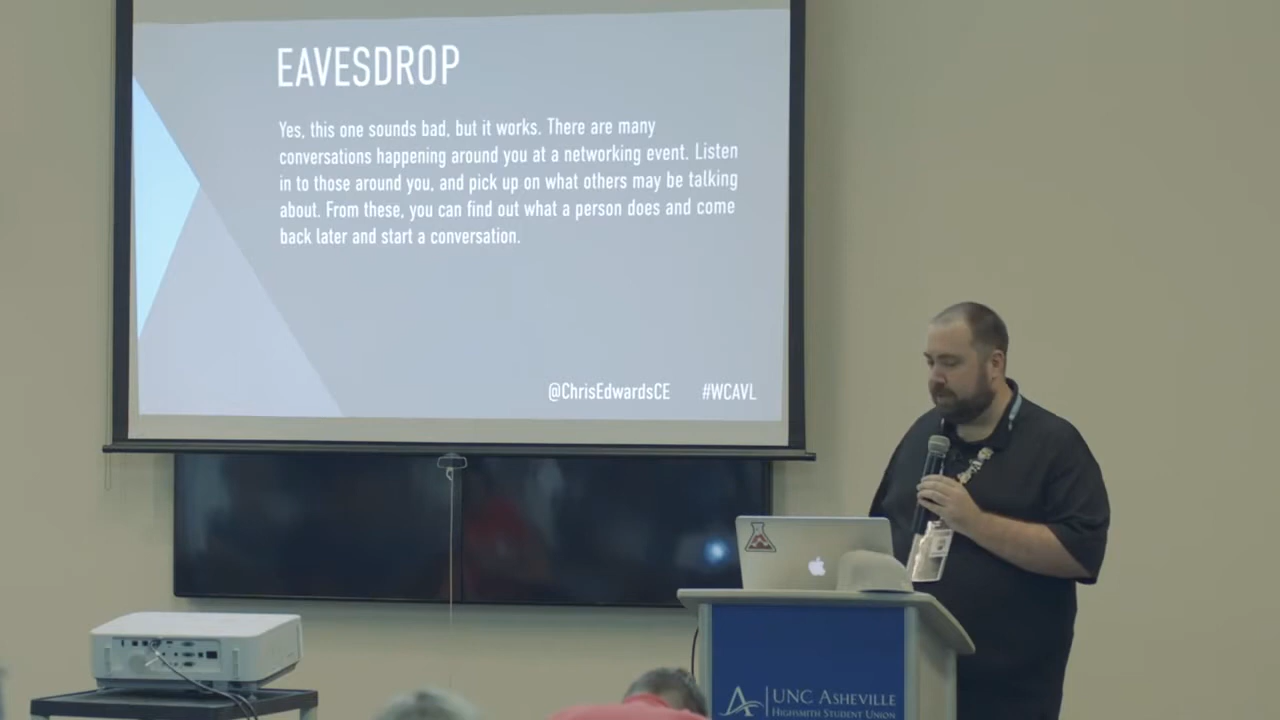 EAVESDROP
Yes, this one sounds bad, but it works. There are many
conversations happening around you at a networking event. Listen
in to those around you, and pick up on what others may be talking
about. From these, you can find out what a person does and come
back later and start a conversation.
@ChrisEdwardsCE #WCAVL
UNC ASHEVILLE
HIGHSMITH STUDENT UNION